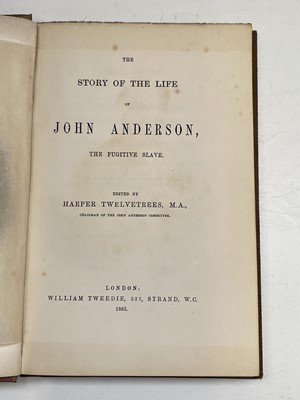 THE
STORY OF THE LIFE
OF
JOHN ANDERSON,
THE FUGITIVE SLAVE.
EDITED BY
HARPER TWELVETREES, M.A.,
CHAIRMAN OF THE JOHN ANDERSON COMMITTEE.
LONDON:
WILLIAM TWEEDIE, 337, STRAND, W.C.
1863.